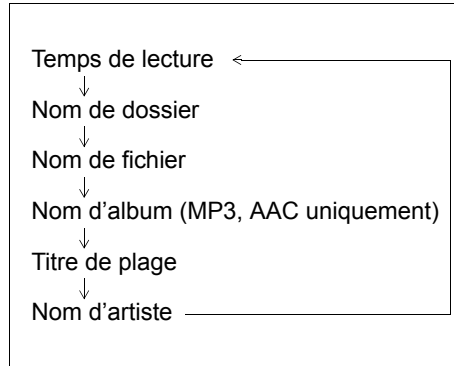 Temps de lecture
Nom de dossier
Nom de fichier
Nom d’album (MP3, AAC uniquement)
Titre de plage
Nom d’artiste